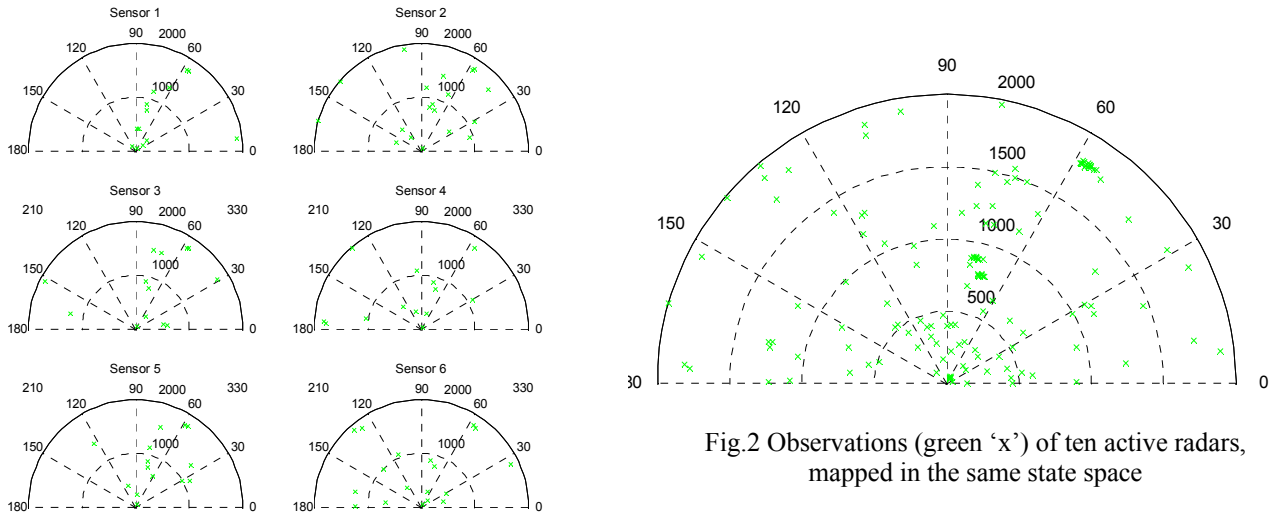 Sensor 1
90 2000
120 60
150 1000 30
180 0
Sensor 2
90 2000
120 60
150 1000 30
180 0
Sensor 3
210 330
90 2000
120 60
150 1000 30
180 0
Sensor 4
210 330
90 2000
120 60
150 1000 30
180 0
Sensor 5
210 330
90 2000
120 60
150 1000 30
180 0
Sensor 6
210 330
90 2000
120 60
150 1000 30
180 0
90 2000
120 60
1500
150 1000 30
500
30 0
Fig.2 Observations (green ‘x’) of ten active radars,
mapped in the same state space